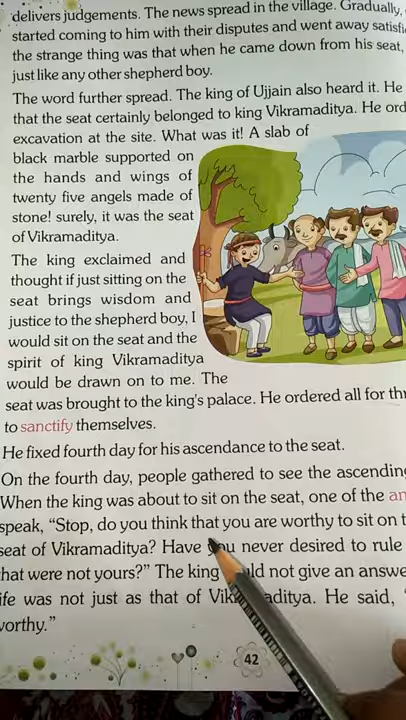 delivers judgements. The news spread in the village. Gradually,
started coming to him with their disputes and went away
the strange thing was that when he came down from his seat,
just like any other shepherd boy.
The word further spread. The king of Ujjain also heard it. He
that the seat certainly belonged to king Vikramaditya. He
excavation at the site. What was it! A slab of
black marble supported on
the hands and wings of
twenty five angels made of
stone! surely, it was the seat
of Vikramaditya.
The king exclaimed and
thought if just sitting on the
seat brings wisdom and
justice to the shepherd boy, I
would sit on the seat and the
spirit of king Vikramaditya
would be drawn on to me. The
seat was brought to the king's palace. He ordered all for
to sanctify themselves.
He fixed fourth day for his ascendance to the seat.
On the fourth day, people gathered to see the
When the king was about to sit on the seat, one of the
speak, “Stop, do you think that you are worthy to sit on
seat of Vikramaditya? Have you never desired to rule
that were not yours?” The king could not give an
life was not just as that of Vikramaditya. He said,
worthy.”
42